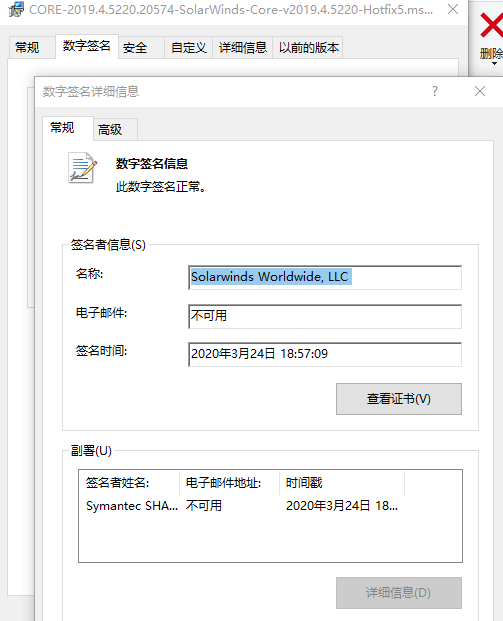 CORE-2019.4.5220.20574-SolarWinds-Core-v2019.4.5220-Hotfix5.ms...
删除
常规 数字签名 安全 自定义 详细信息 以前的版本
数字签名详细信息
常规 高级
数字签名信息
此数字签名正常。
签名者信息(S)
名称: Solarwinds Worldwide, LLC
电子邮件: 不可用
签名时间: 2020年3月24日 18:57:09
查看证书(V)
副署(U)
签名者姓名: 电子邮件地址: 时间戳
Symantec SHA... 不可用 2020年3月24日 18...
详细信息(D)